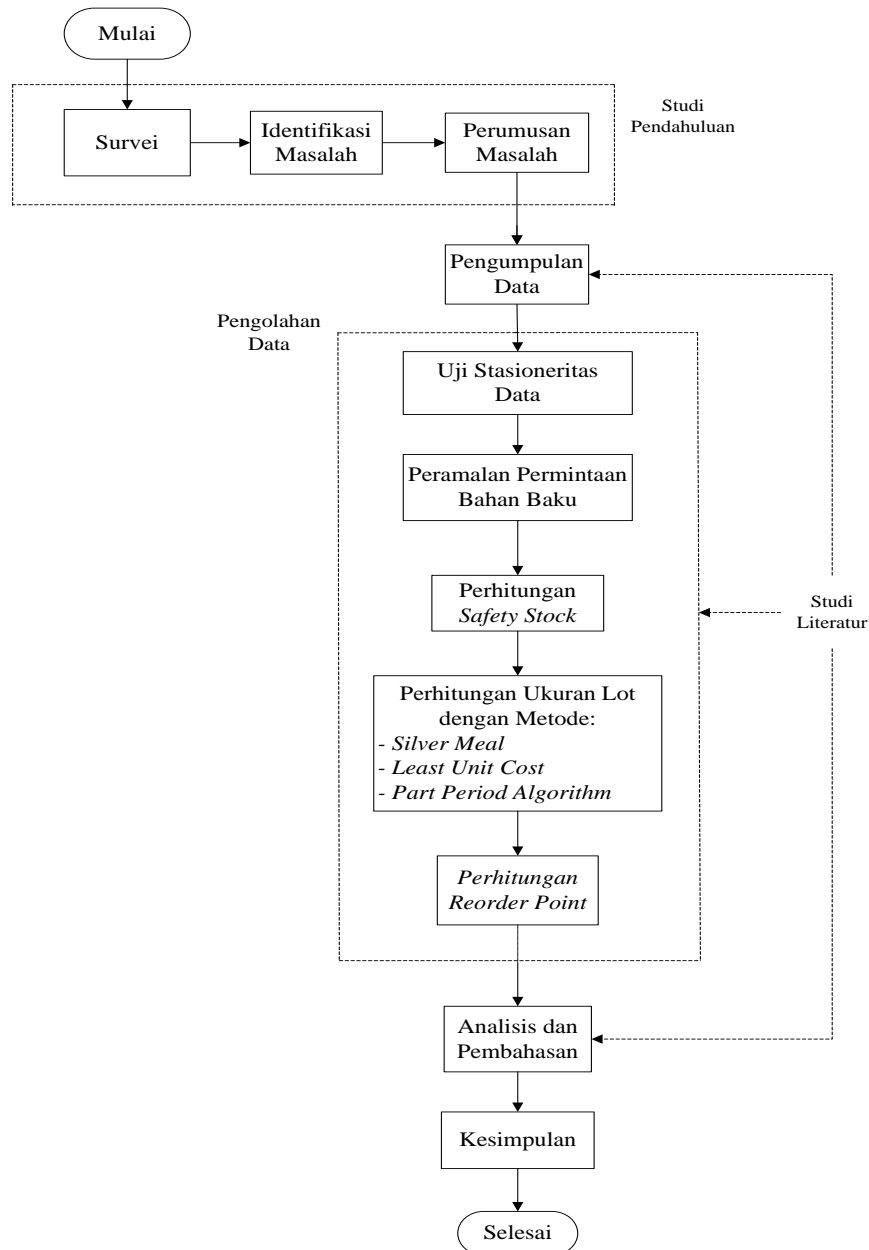 Mulai
Studi
Pendahuluan
Survei
Identifikasi
Masalah
Perumusan
Masalah
Pengumpulan
Data
Pengolahan
Data
Uji Stasioneritas
Data
Peramalan Permintaan
Bahan Baku
Perhitungan
Safety Stock
Studi
Literatur
Perhitungan Ukuran Lot
dengan Metode:
- Silver Meal
- Least Unit Cost
- Part Period Algorithm
Perhitungan
Reorder Point
Analisis dan
Pembahasan
Kesimpulan
Selesai